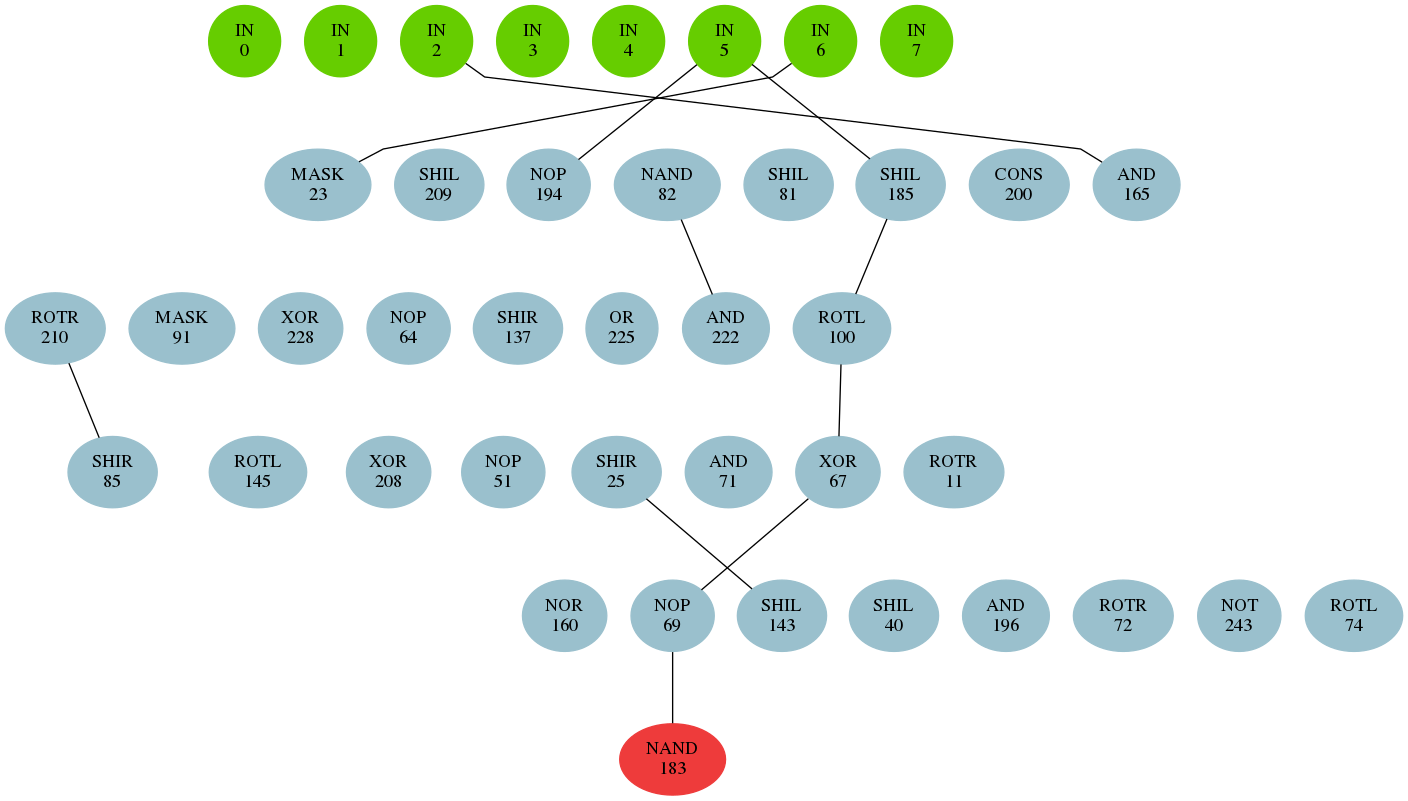 IN
0
IN
1
IN
2
IN
3
IN
4
IN
5
IN
6
IN
7
MASK
23
SHIL
209
NOP
194
NAND
82
SHIL
81
SHIL
185
CONS
200
AND
165
ROTR
210
MASK
91
XOR
228
NOP
64
SHIR
137
OR
225
AND
222
ROTL
100
SHIR
85
ROTL
145
XOR
208
NOP
51
SHIR
25
AND
71
XOR
67
ROTR
11
NOR
160
NOP
69
SHIL
143
SHIL
40
AND
196
ROTR
72
NOT
243
ROTL
74
NAND
183